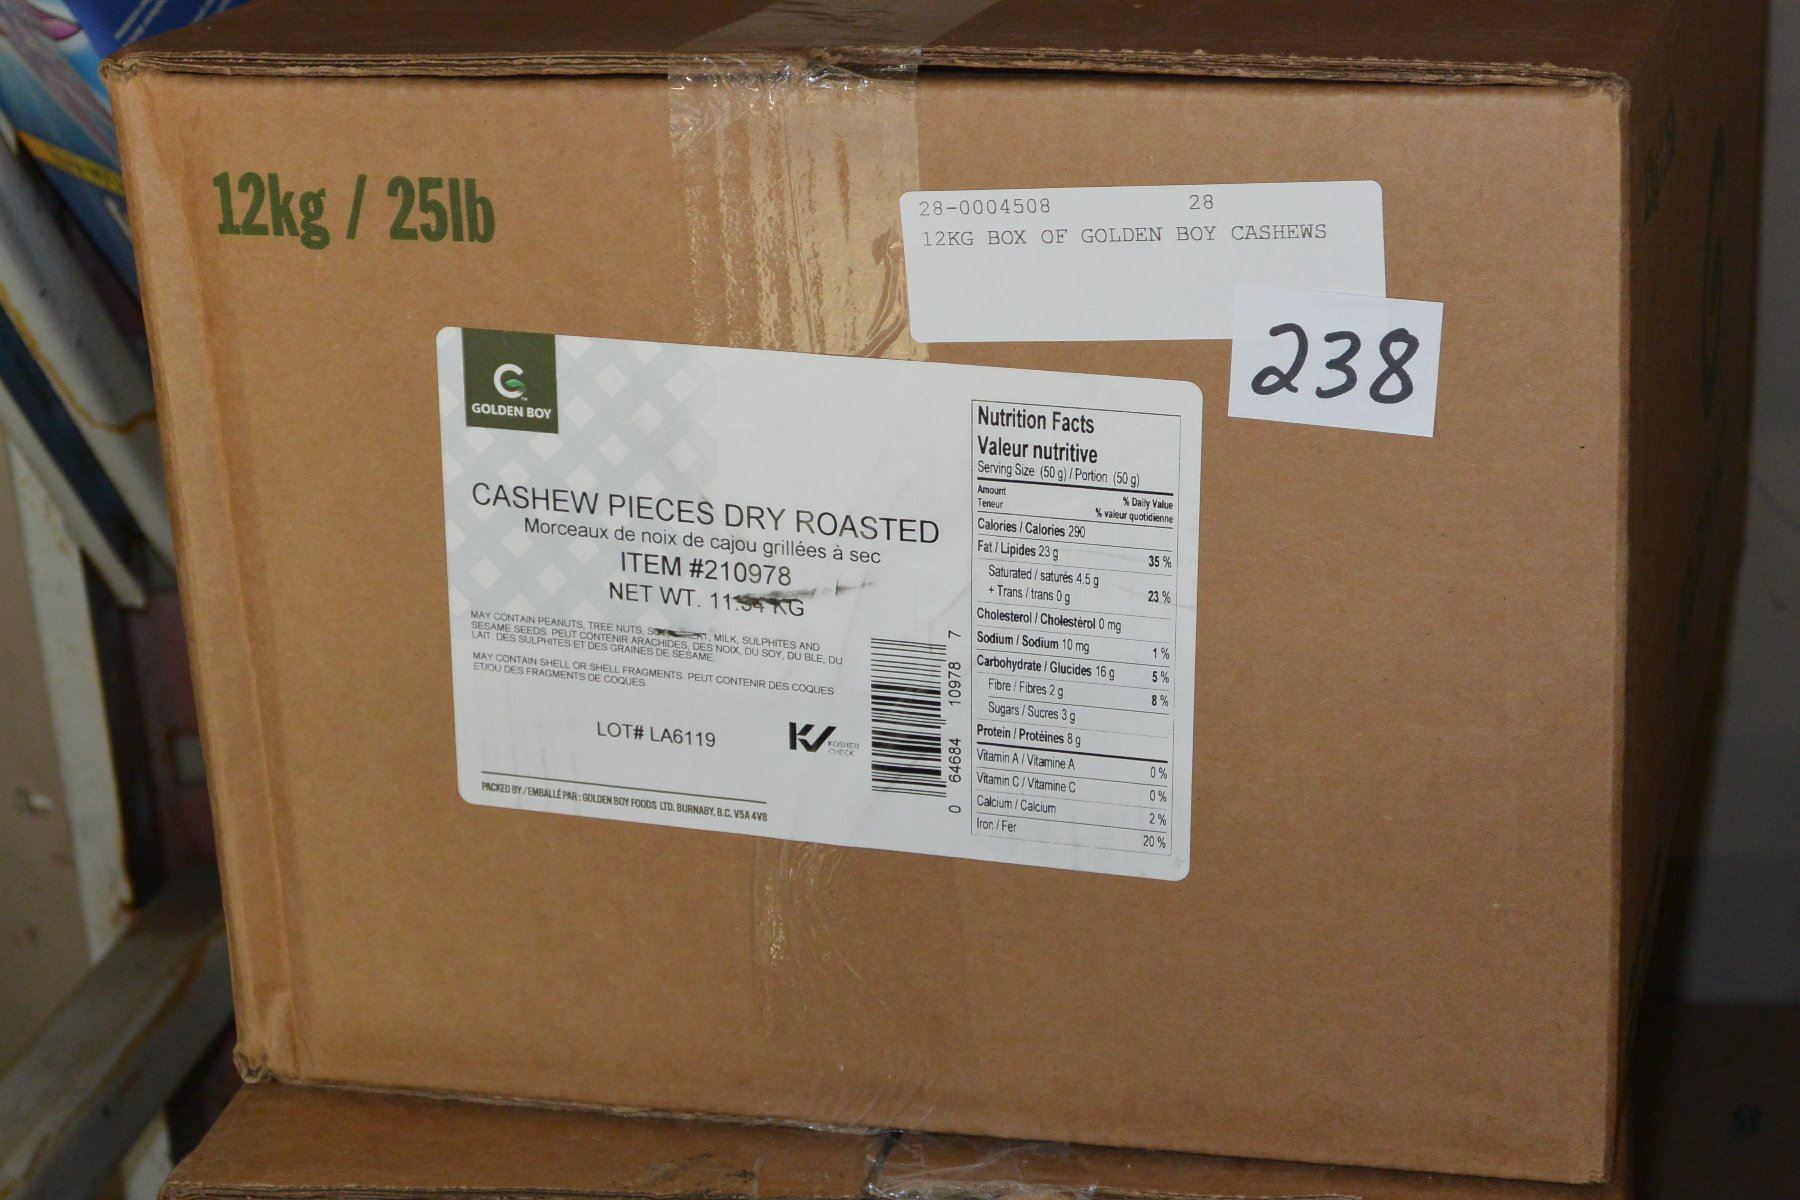 12kg / 25lb
28-0004508 28
12KG BOX OF GOLDEN BOY CASHEWS
238
GOLDEN BOY
CASHEW PIECES DRY ROASTED
Morceaux de noix de cajou grillées à sec
ITEM #210978
NET WT. 11.34 KG
MAY CONTAIN PEANUTS, TREE NUTS, MILK, SULPHITES AND
SESAME SEEDS. PEUT CONTENIR ARACHIDES, DES NOIX, DU SOY, DU BLE, DU
LAIT, DES SULPHITES ET DES GRAINES DE SESAME.
MAY CONTAIN SHELL OR SHELL FRAGMENTS. PEUT CONTENIR DES COQUES
ET/OU DES FRAGMENTS DE COQUES.
LOT# LA6119
KOSHER
CHECK
PACKED BY / EMBALLÉ PAR : GOLDEN BOY FOODS LTD. BURNABY, B.C. V5A 4V8
0 64684 10978 7
Nutrition Facts
Valeur nutritive
Serving Size (50 g) / Portion (50 g)
Amount % Daily Value
Teneur % valeur quotidienne
Calories / Calories 290
Fat / Lipides 23 g 35 %
Saturated / saturés 4.5 g
+ Trans / trans 0 g 23 %
Cholesterol / Cholestérol 0 mg
Sodium / Sodium 10 mg 1 %
Carbohydrate / Glucides 16 g 5 %
Fibre / Fibres 2 g 8 %
Sugars / Sucres 3 g
Protein / Protéines 8 g
Vitamin A / Vitamine A 0 %
Vitamin C / Vitamine C 0 %
Calcium / Calcium 2 %
Iron / Fer 20 %